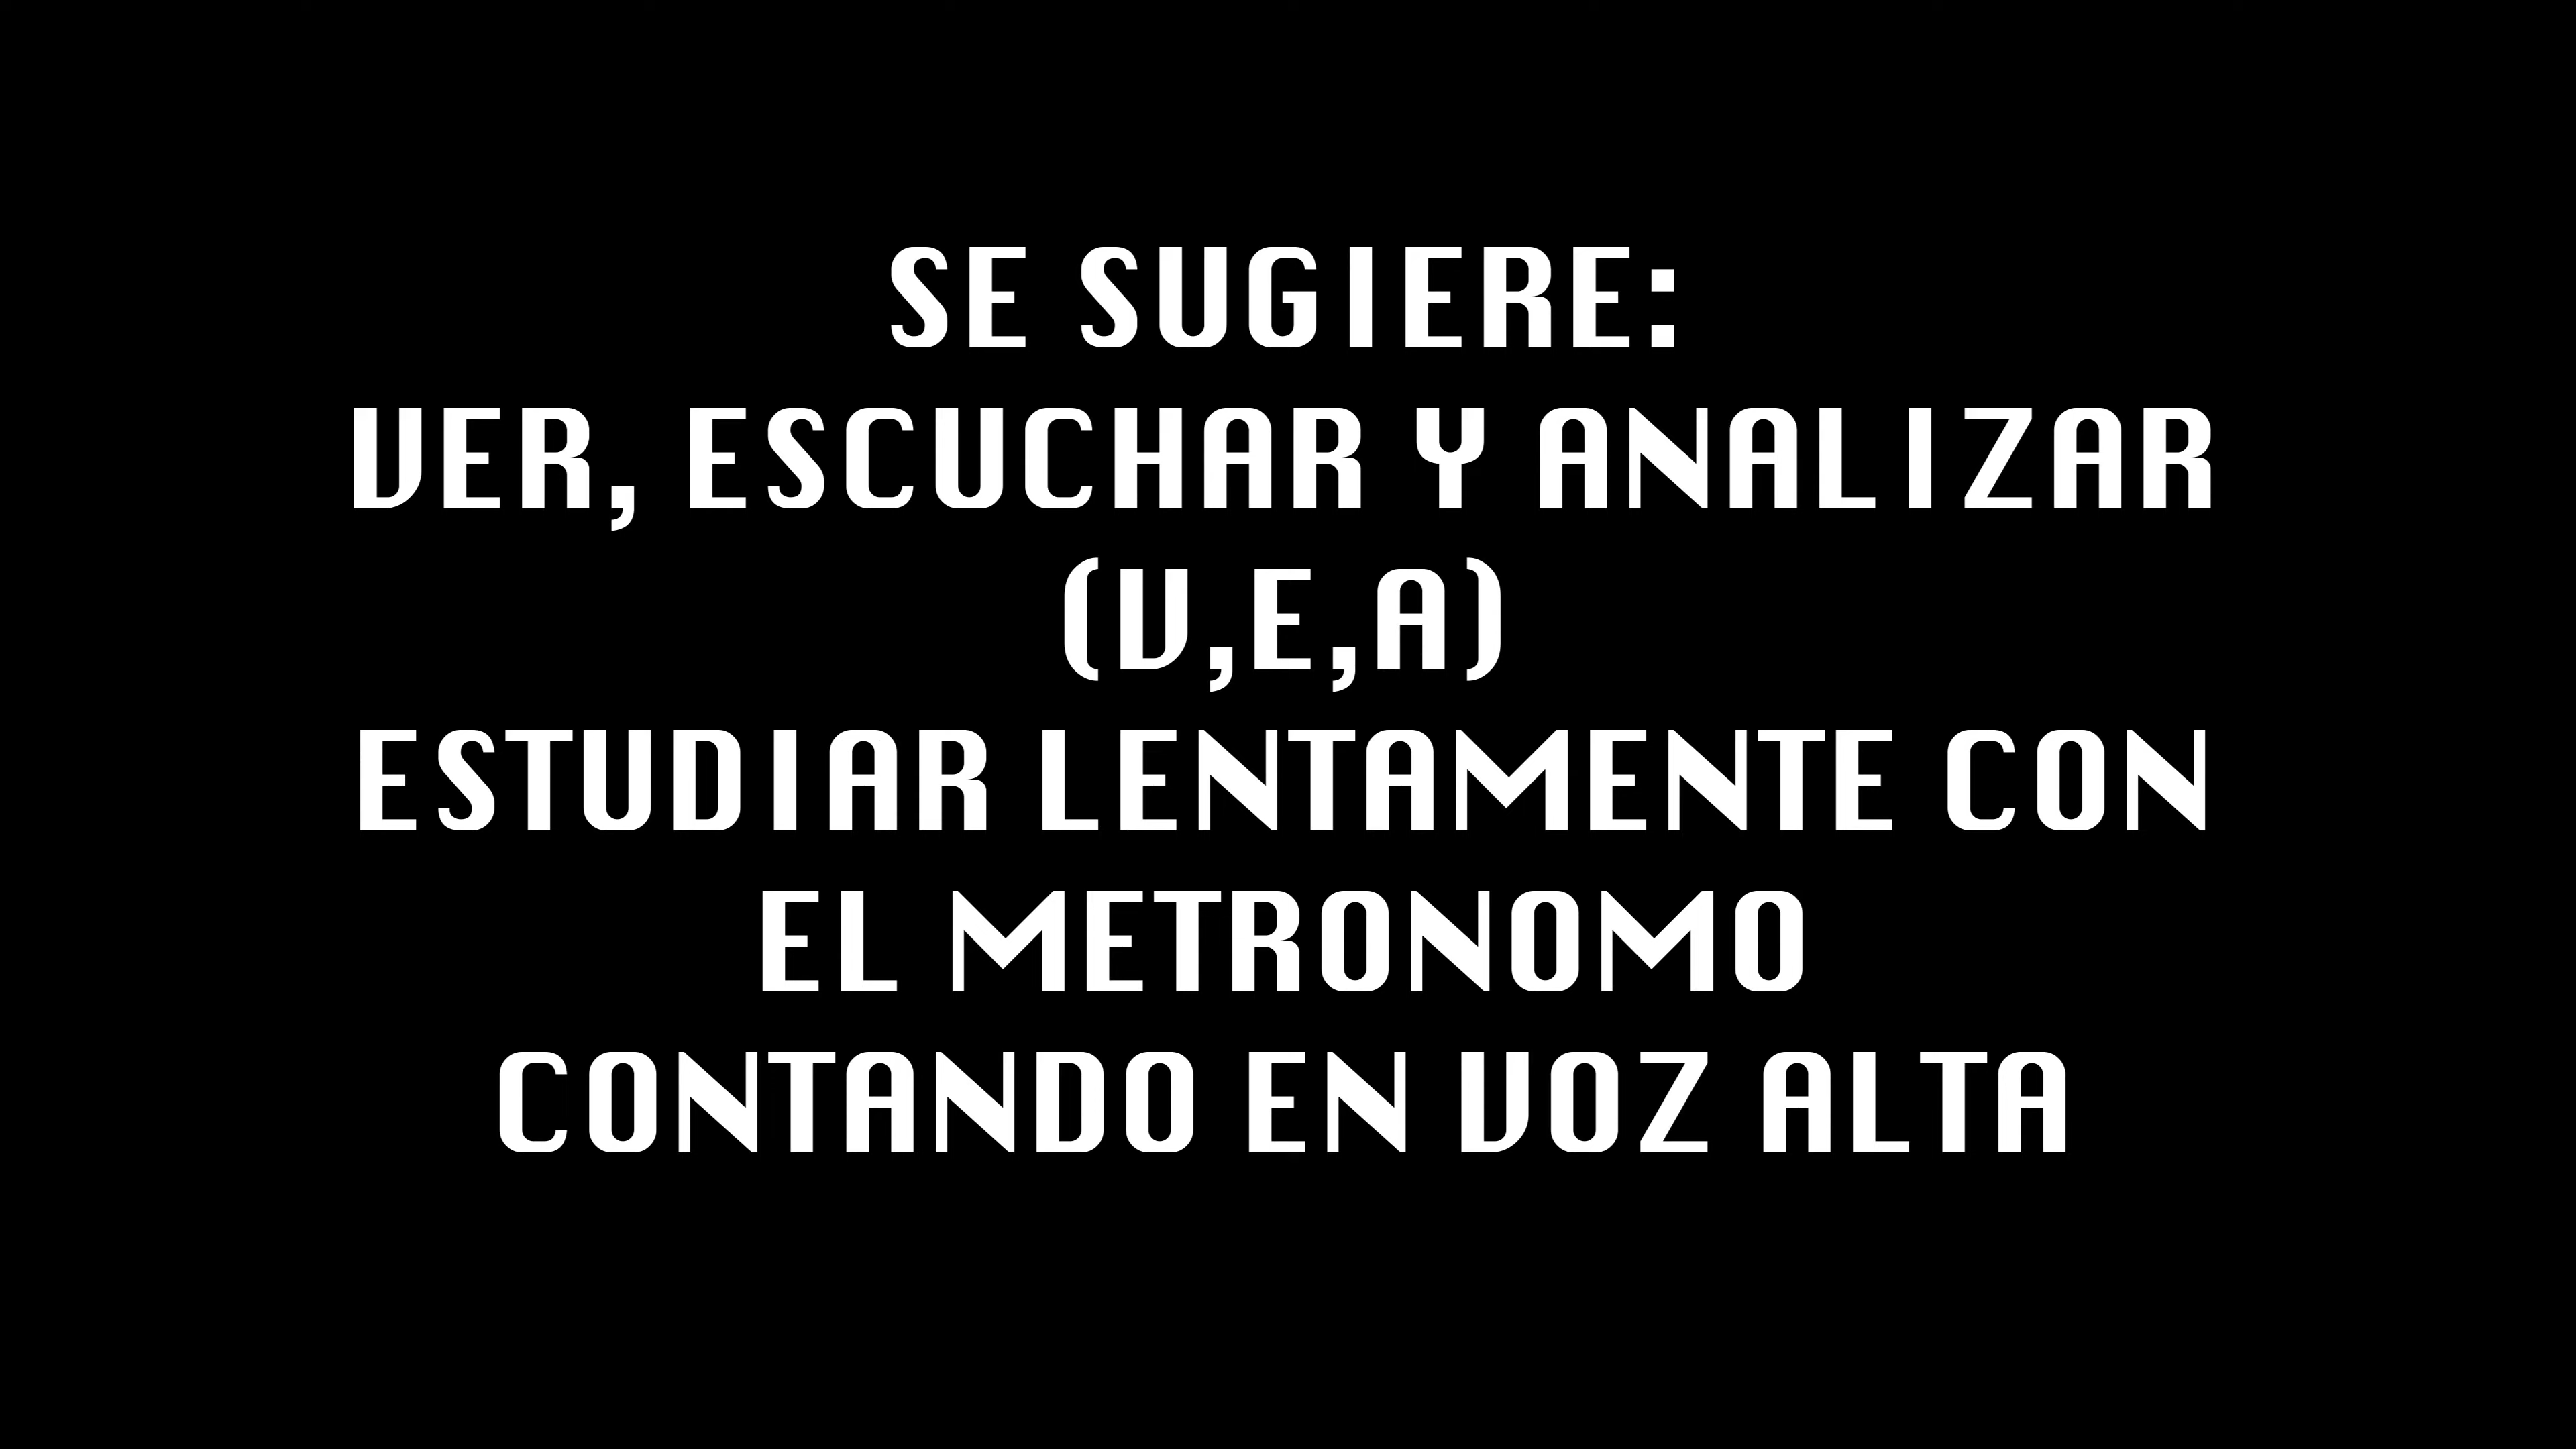 SE SUGIERE:
VER, ESCUCHAR Y ANALIZAR
(V,E,A)
ESTUDIAR LENTAMENTE CON
EL METRONOMO
CONTANDO EN VOZ ALTA